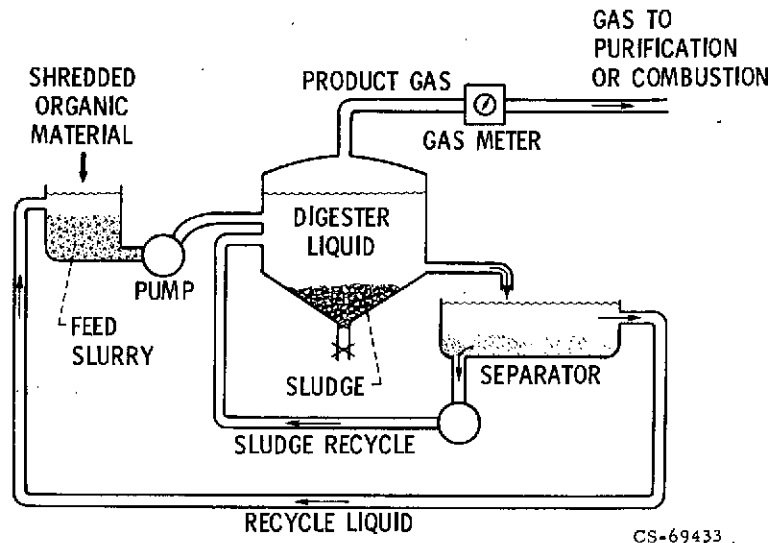 GAS TO
PURIFICATION
OR COMBUSTION
SHREDDED
ORGANIC
MATERIAL
PRODUCT GAS
GAS METER
DIGESTER
LIQUID
PUMP
FEED
SLURRY
SLUDGE
SEPARATOR
SLUDGE RECYCLE
RECYCLE LIQUID
CS-69433